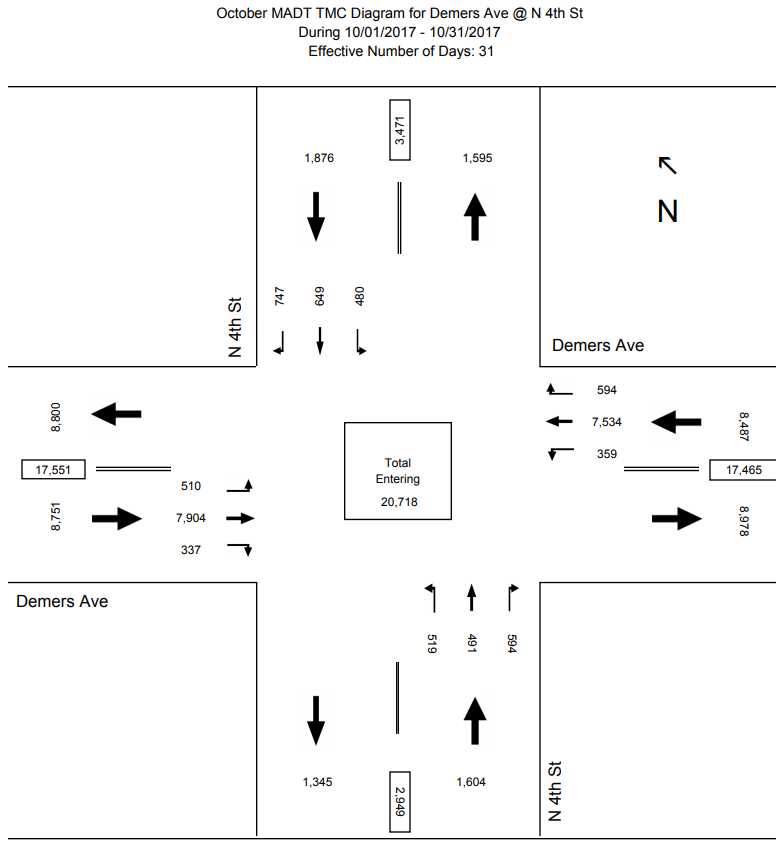 October MADT TMC Diagram for Demers Ave @ N 4th St
During 10/01/2017 - 10/31/2017
Effective Number of Days: 31
3,471
1,876
1,595
N
747
649
480
N 4th St
Demers Ave
594
7,534
359
8,487
17,465
8,978
8,800
17,551
8,751
510
7,904
337
Total
Entering
20,718
Demers Ave
519
491
594
1,345
2,949
1,604
N 4th St